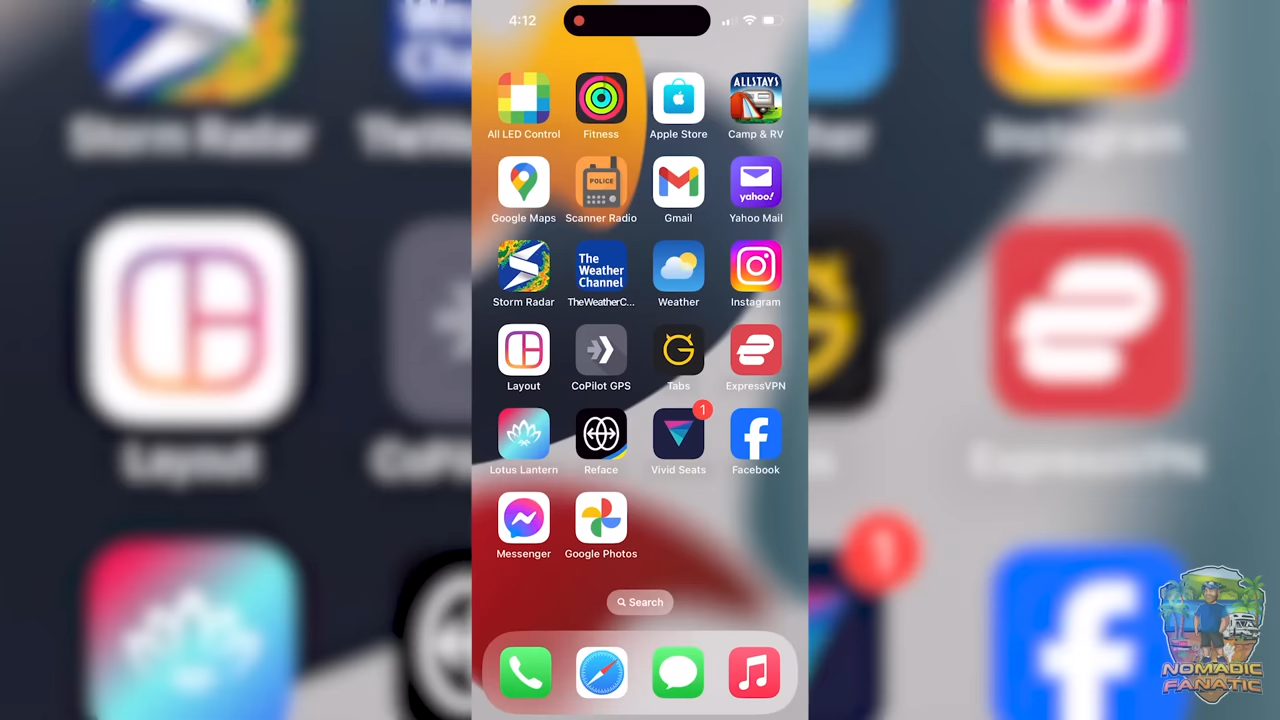 4:12
ALLSTAYS
All LED Control
Fitness
Apple Store
Camp & RV
POLICE
yahoo!
Google Maps
Scanner Radio
Gmail
Yahoo Mail
The
Weather
Channel
Storm Radar
TheWeatherC...
Weather
Instagram
Layout
CoPilot GPS
Tabs
ExpressVPN
1
Lotus Lantern
Reface
Vivid Seats
Facebook
Messenger
Google Photos
Search
NOMADIC
FANATIC